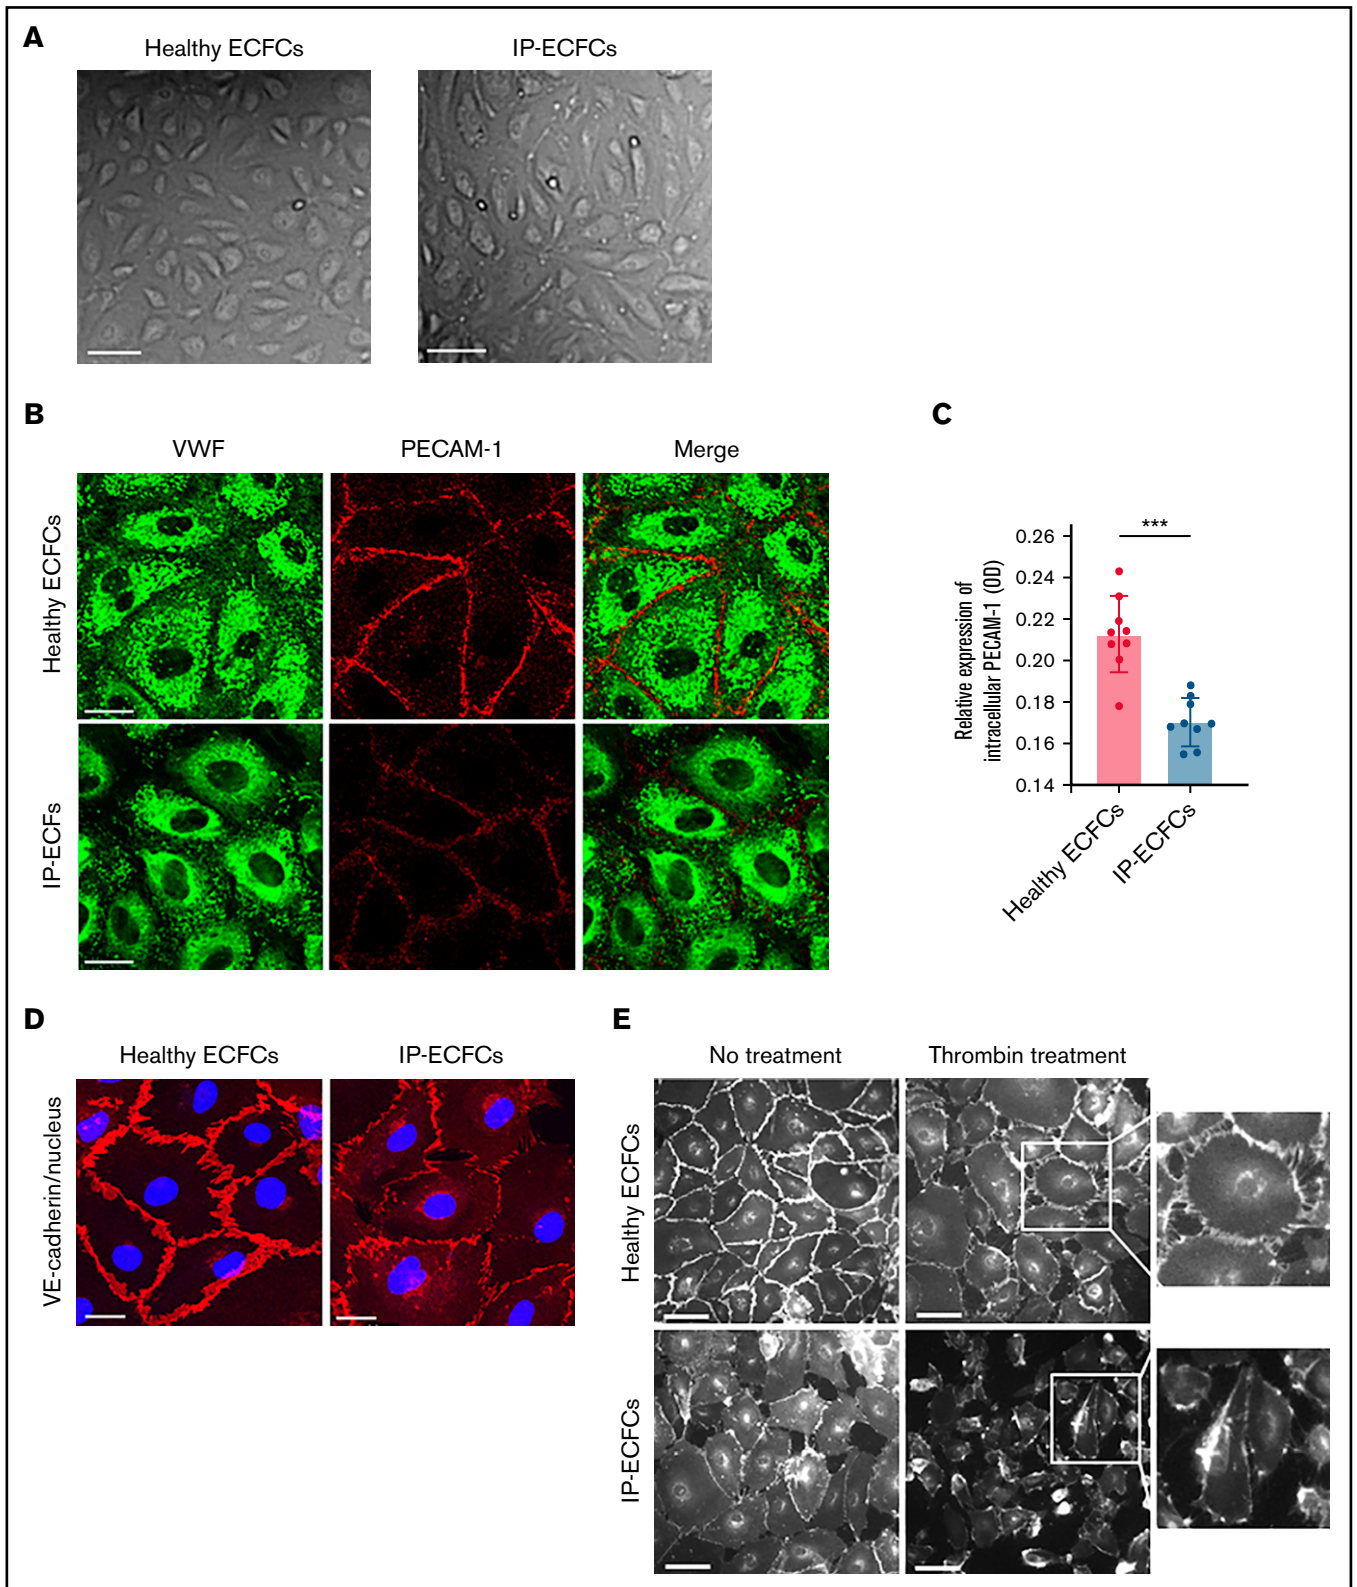 A
Healthy ECFCs
IP-ECFCs
B
VWF
PECAM-1
Merge
Healthy ECFCs
IP-ECFs
C
Relative expression of
intracellular PECAM-1 (OD)
0.26
0.24
0.22
0.20
0.18
0.16
0.14
***
Healthy ECFCs
IP-ECFCs
D
Healthy ECFCs
IP-ECFCs
VE-cadherin/nucleus
E
No treatment
Thrombin treatment
Healthy ECFCs
IP-ECFCs